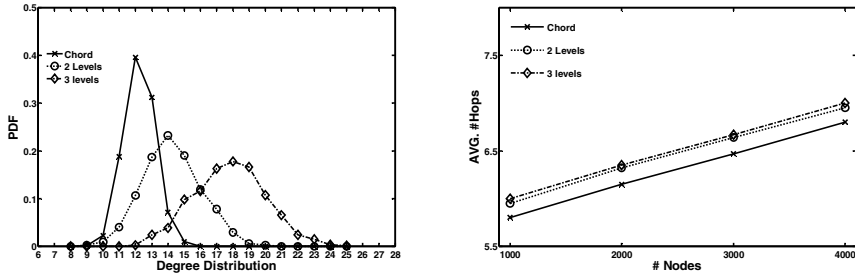 0.5
0.4
0.3
0.2
0.1
0
PDF
Chord
2 Levels
3 levels
6 7 8 9 10 11 12 13 14 15 16 17 18 19 20 21 22 23 24 25 26 27 28
Degree Distribution
7.5
6.5
5.5
AVG. #Hops
Chord
2 Levels
3 levels
1000 2000 3000 4000
# Nodes